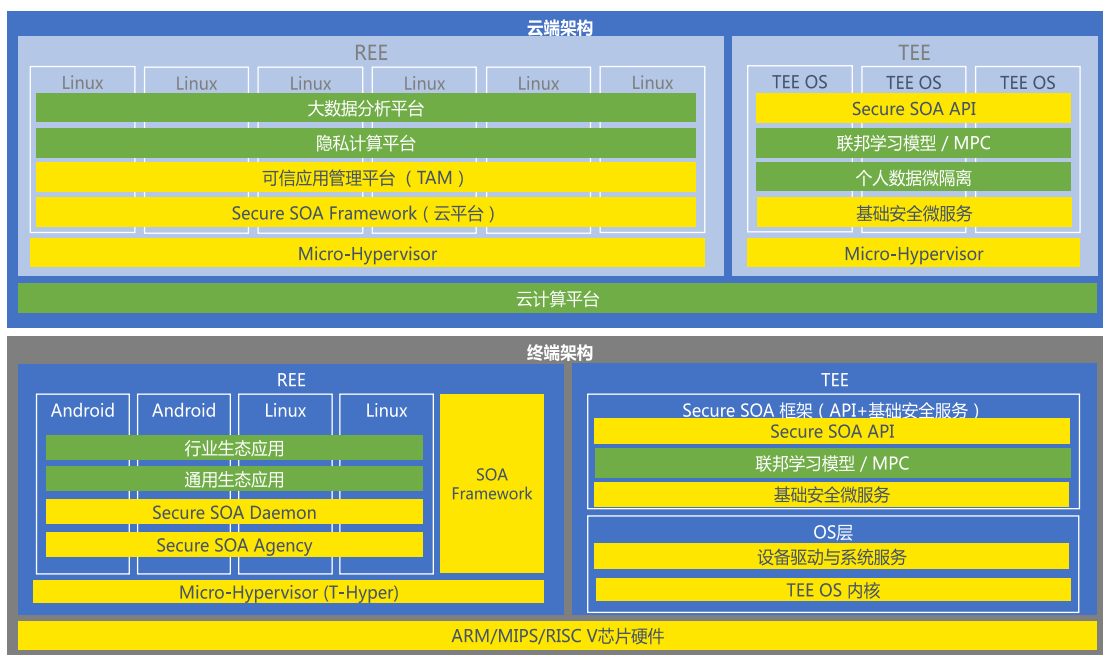 云端架构
REE
Linux Linux Linux Linux Linux Linux
大数据分析平台
隐私计算平台
可信应用管理平台（TAM）
Secure SOA Framework（云平台）
Micro-Hypervisor
TEE
TEE OS TEE OS TEE OS
Secure SOA API
联邦学习模型 / MPC
个人数据微隔离
基础安全微服务
Micro-Hypervisor
云计算平台
终端架构
REE
Android Android Linux Linux
行业生态应用
通用生态应用
Secure SOA Daemon
Secure SOA Agency
SOA
Framework
Micro-Hypervisor (T-Hyper)
TEE
Secure SOA 框架（API+基础安全服务）
Secure SOA API
联邦学习模型 / MPC
基础安全微服务
OS层
设备驱动与系统服务
TEE OS 内核
ARM/MIPS/RISC V芯片硬件